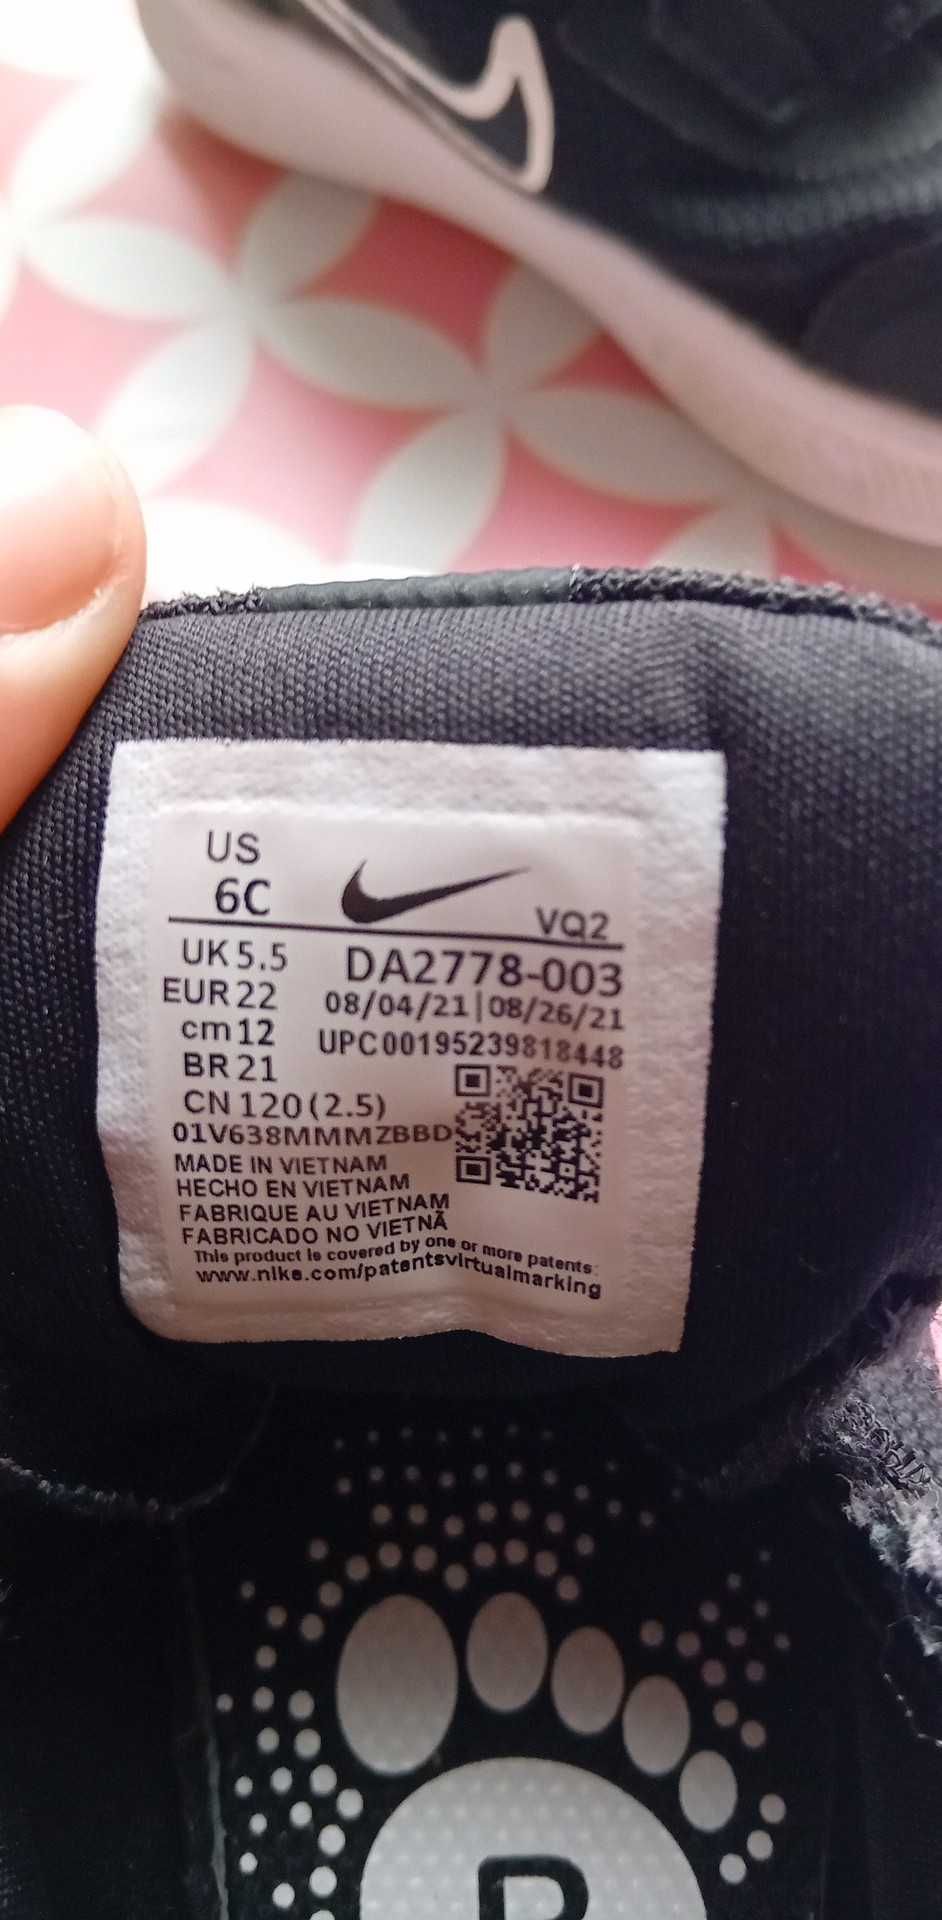 US
6C
VQ2
UK 5.5
DA2778-003
EUR 22
08/04/21|08/26/21
cm 12
UPC00195239818448
BR 21
CN 120 (2.5)
01V638MMMZBBD
MADE IN VIETNAM
HECHO EN VIETNAM
FABRIQUE AU VIETNAM
FABRICADO NO VIETNÃ
This product is covered by one or more patents:
www.nike.com/patentsvirtualmarking